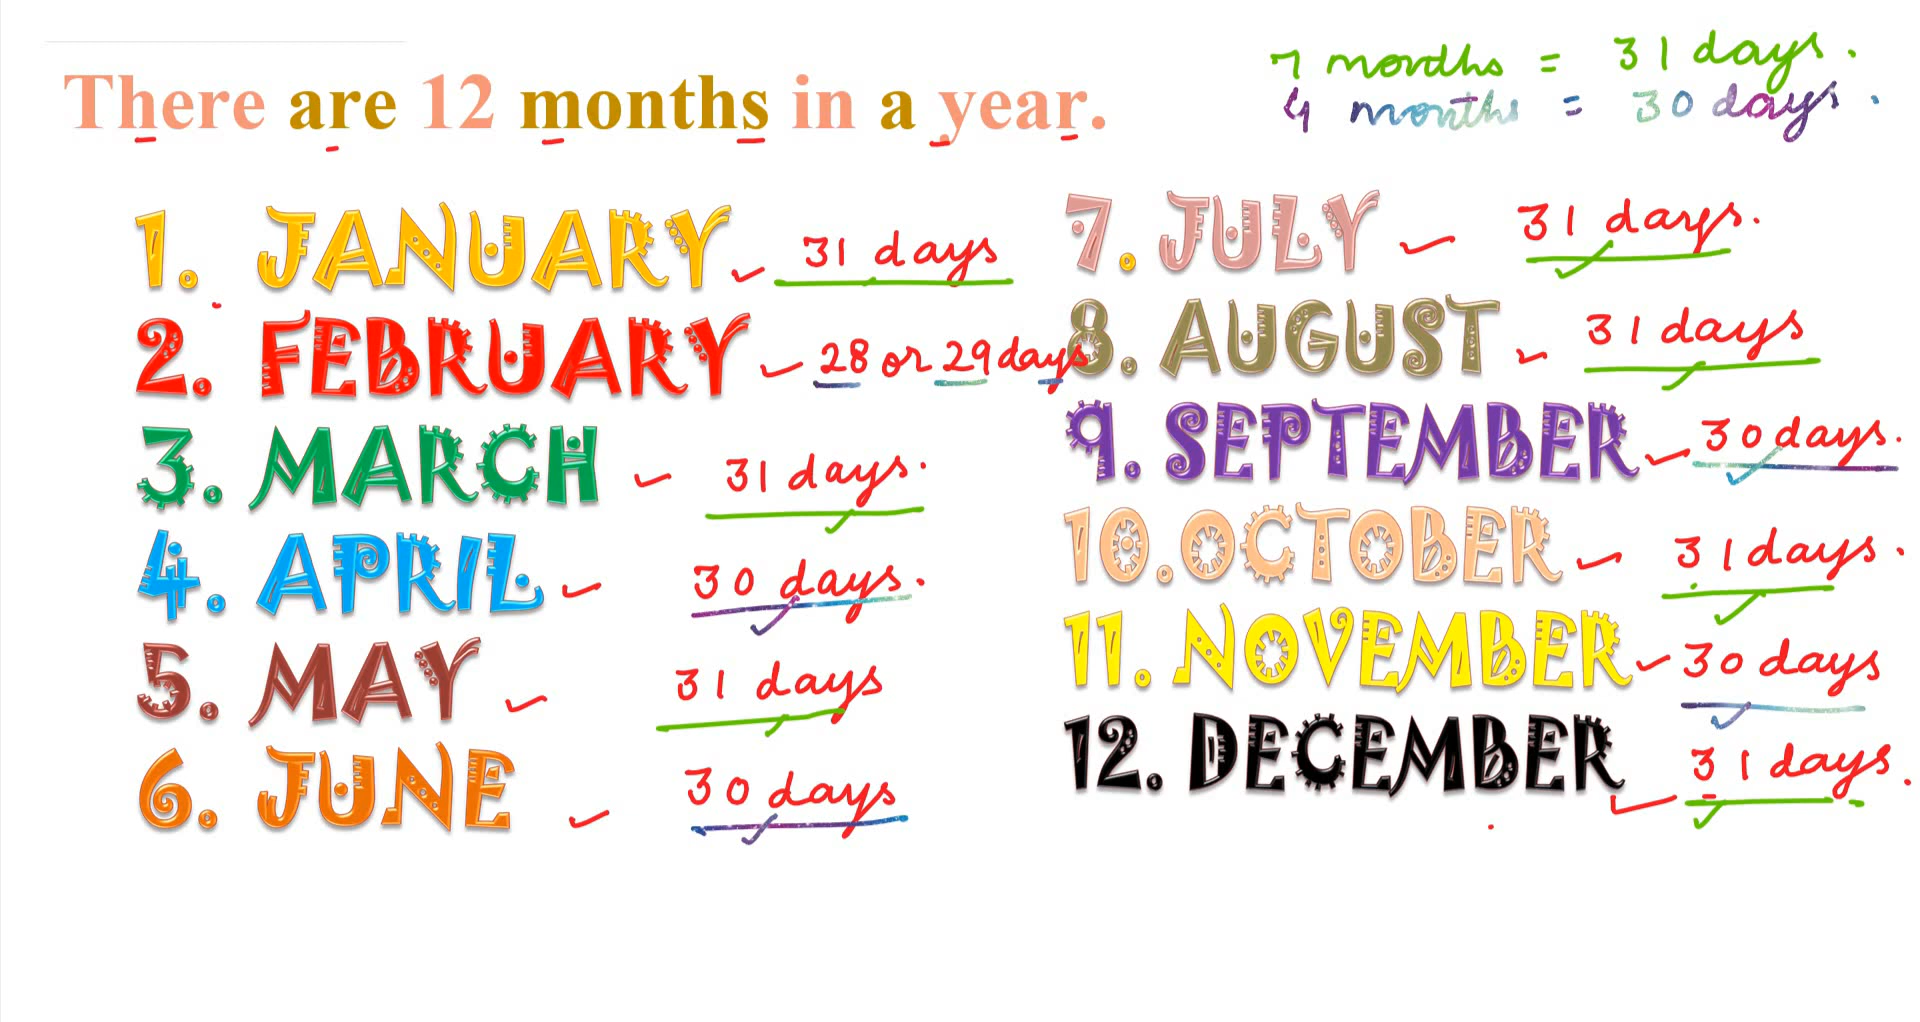 There are 12 months in a year.
7 months = 31 days.
4 months = 30 days.
1. JANUARY 31 days
2. FEBRUARY 28 or 29 days
3. MARCH 31 days.
4. APRIL 30 days.
5. MAY 31 days
6. JUNE 30 days
7. JULY 31 days.
8. AUGUST 31 days
9. SEPTEMBER 30 days.
10. OCTOBER 31 days.
11. NOVEMBER 30 days
12. DECEMBER 31 days.